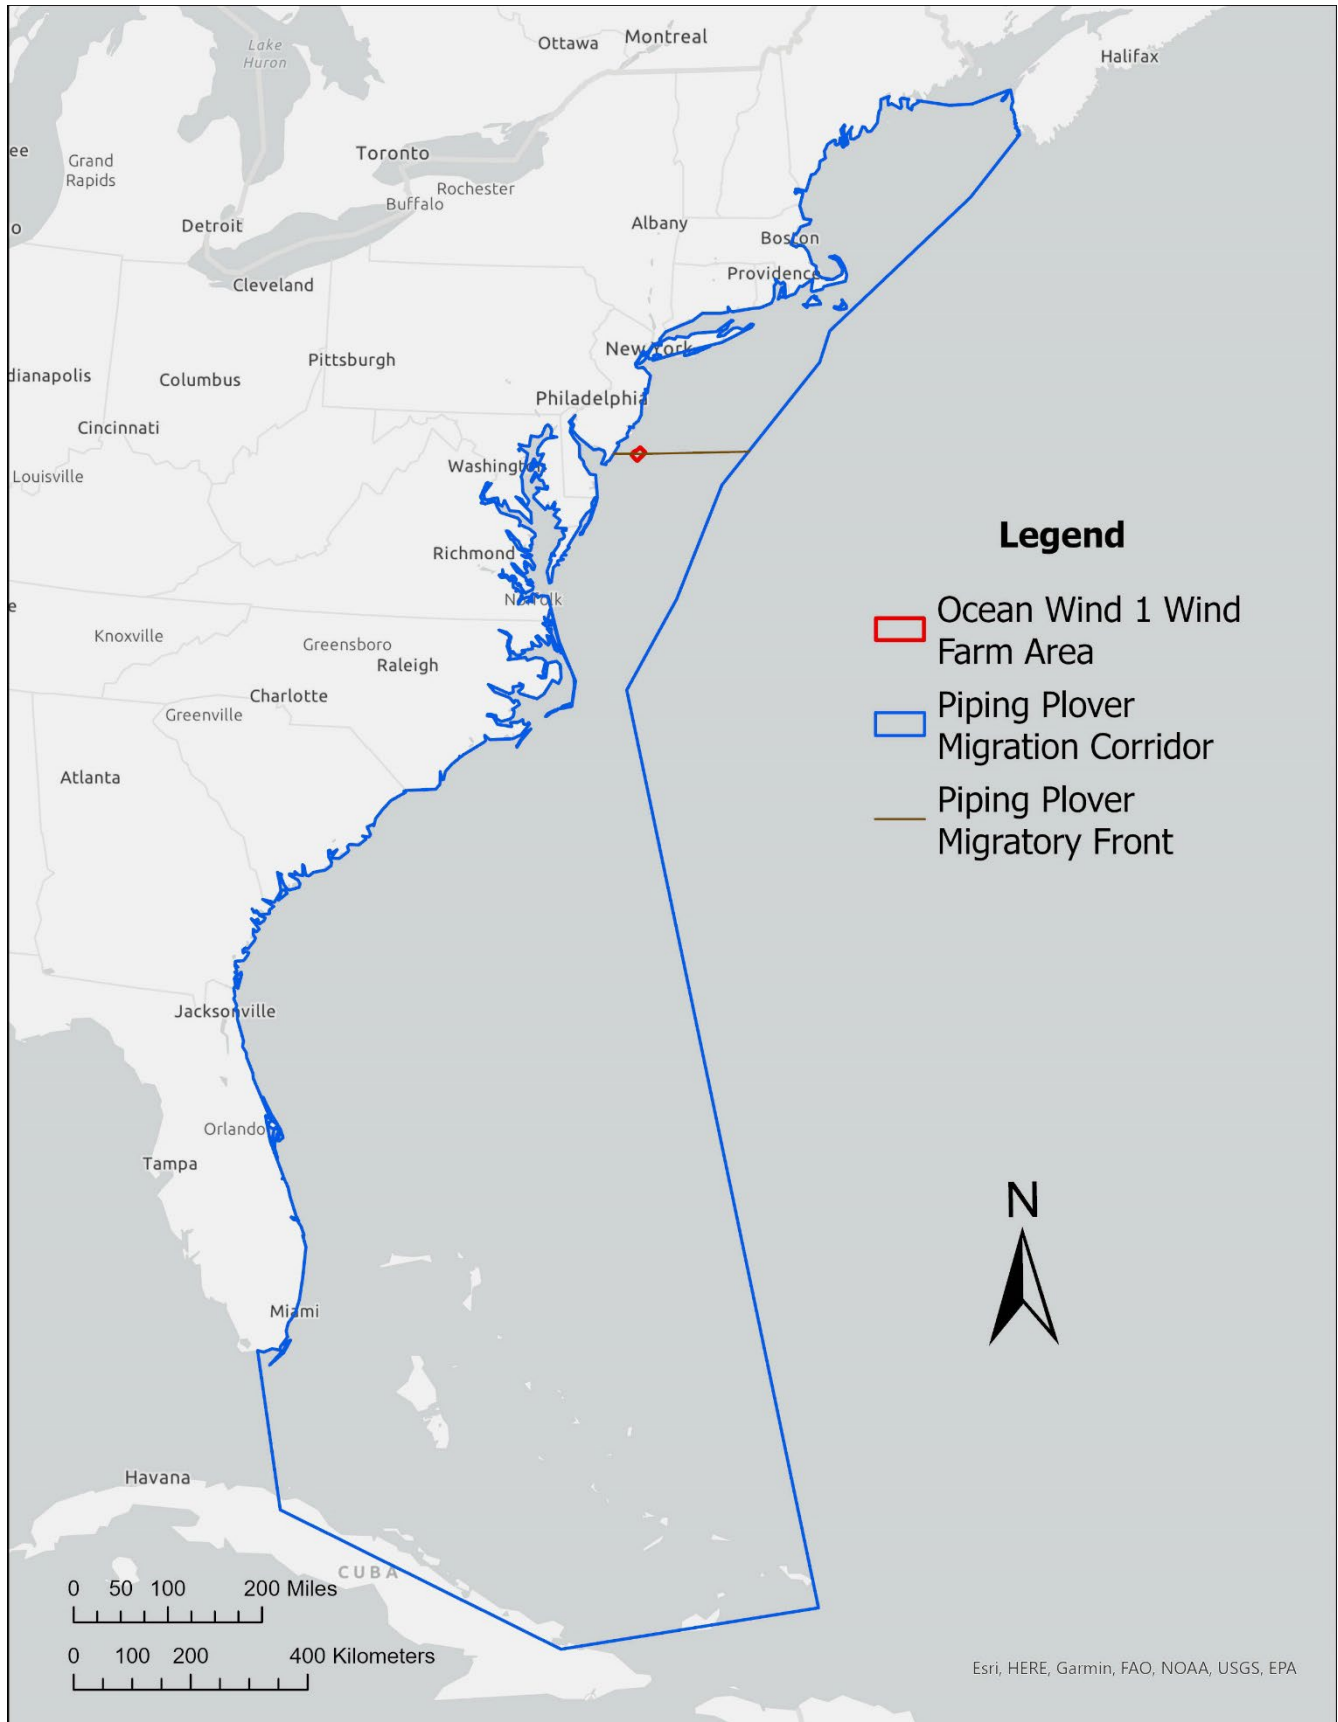 Lake
Huron
Ottawa
Montreal
Halifax
ee
Grand
Rapids
Toronto
Rochester
Buffalo
o
Detroit
Albany
Boston
Cleveland
Providence
New York
Pittsburgh
dianapolis
Columbus
Philadelphia
Cincinnati
Washington
Louisville
Legend
Richmond
Norfolk
e
Ocean Wind 1 Wind
Farm Area
Knoxville
Greensboro
Raleigh
Charlotte
Greenville
Piping Plover
Migration Corridor
Atlanta
Piping Plover
Migratory Front
Jacksonville
Orlando
Tampa
N
Miami
Havana
CUBA
0 50 100 200 Miles
0 100 200 400 Kilometers
Esri, HERE, Garmin, FAO, NOAA, USGS, EPA